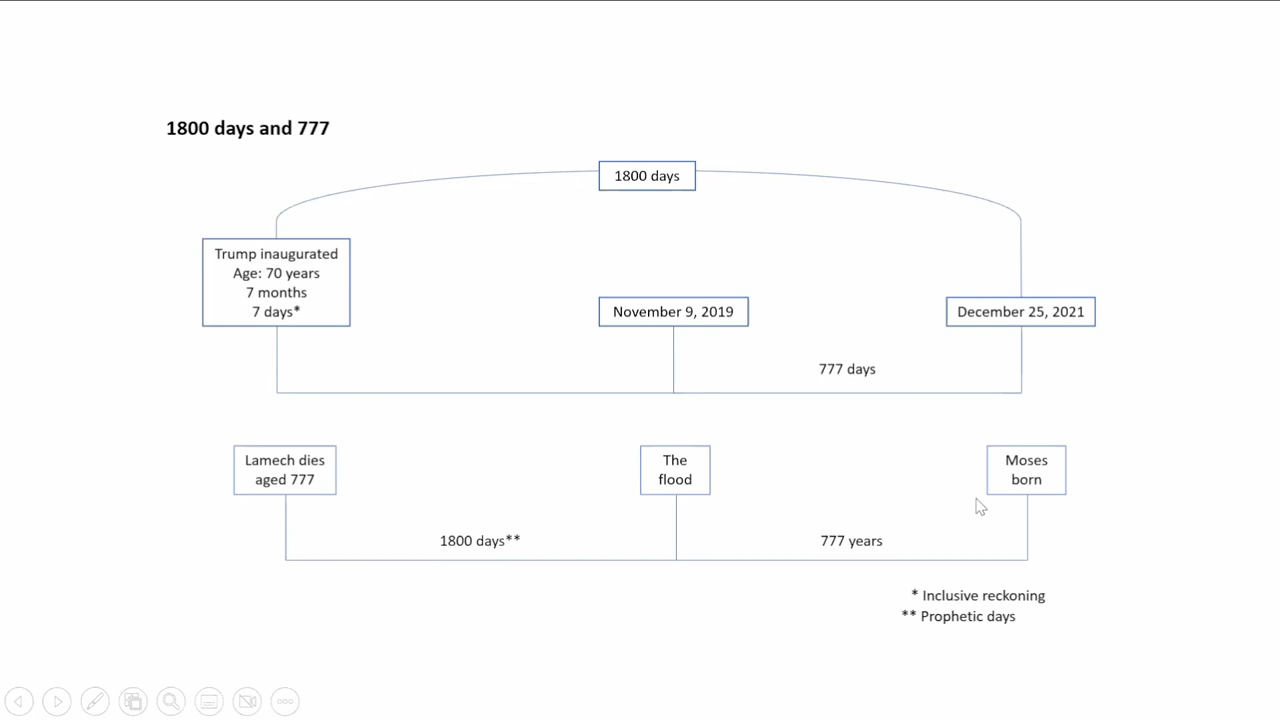 1800 days and 777
1800 days
Trump inaugurated
Age: 70 years
7 months
7 days*
November 9, 2019
December 25, 2021
777 days
Lamech dies
aged 777
The
flood
Moses
born
1800 days**
777 years
* Inclusive reckoning
** Prophetic days